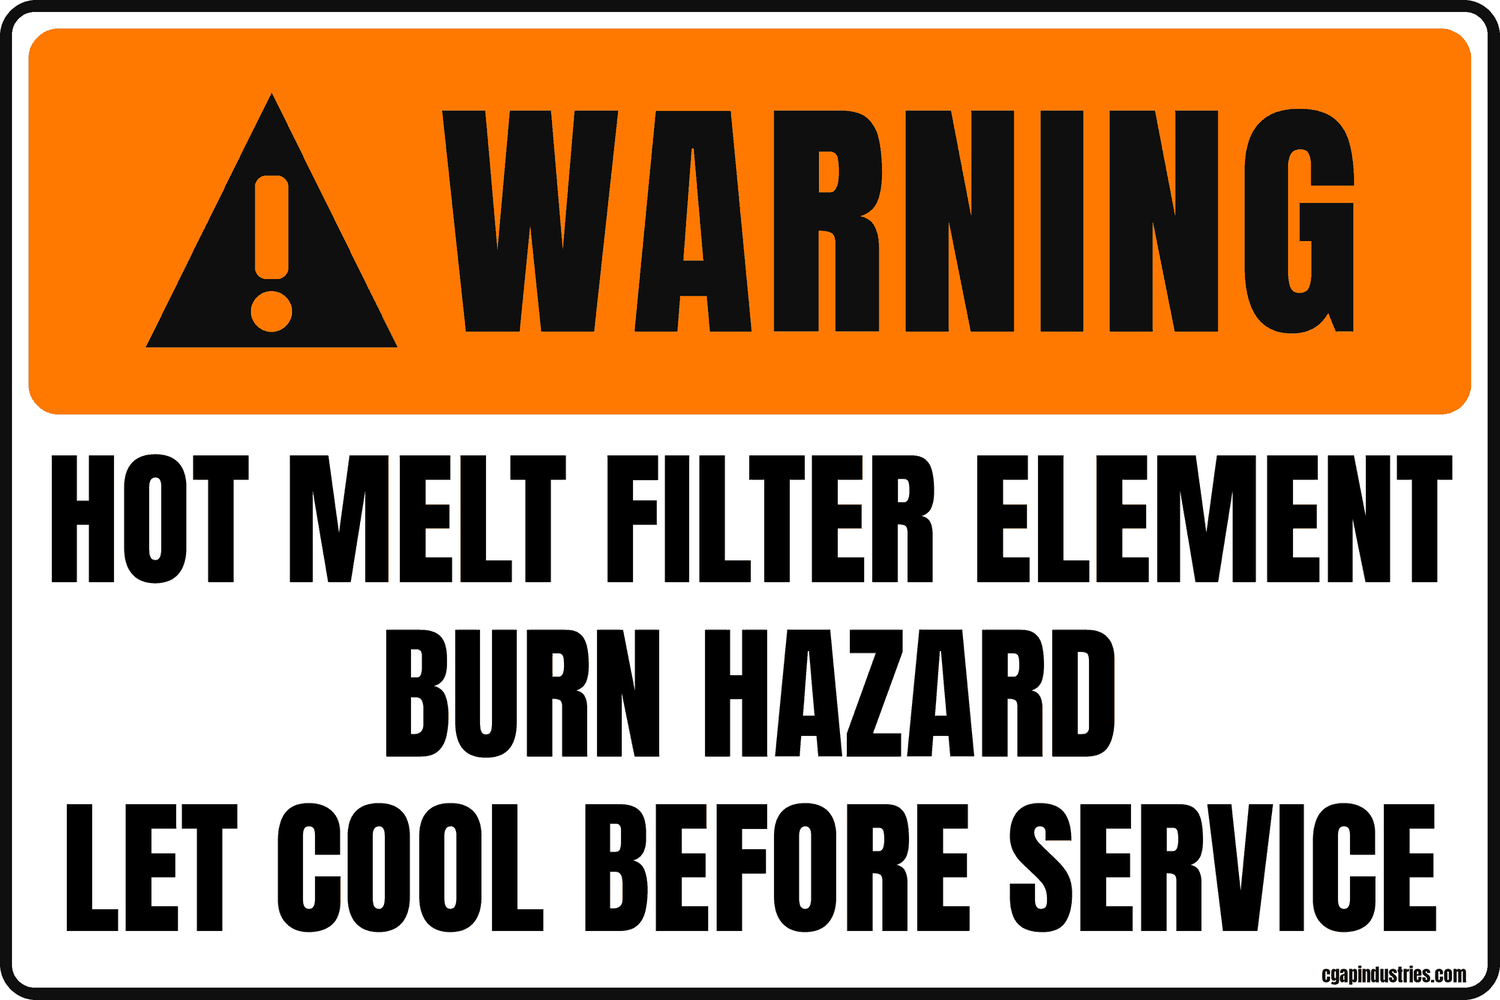 WARNING
HOT MELT FILTER ELEMENT
BURN HAZARD
LET COOL BEFORE SERVICE
cgapindustries.com